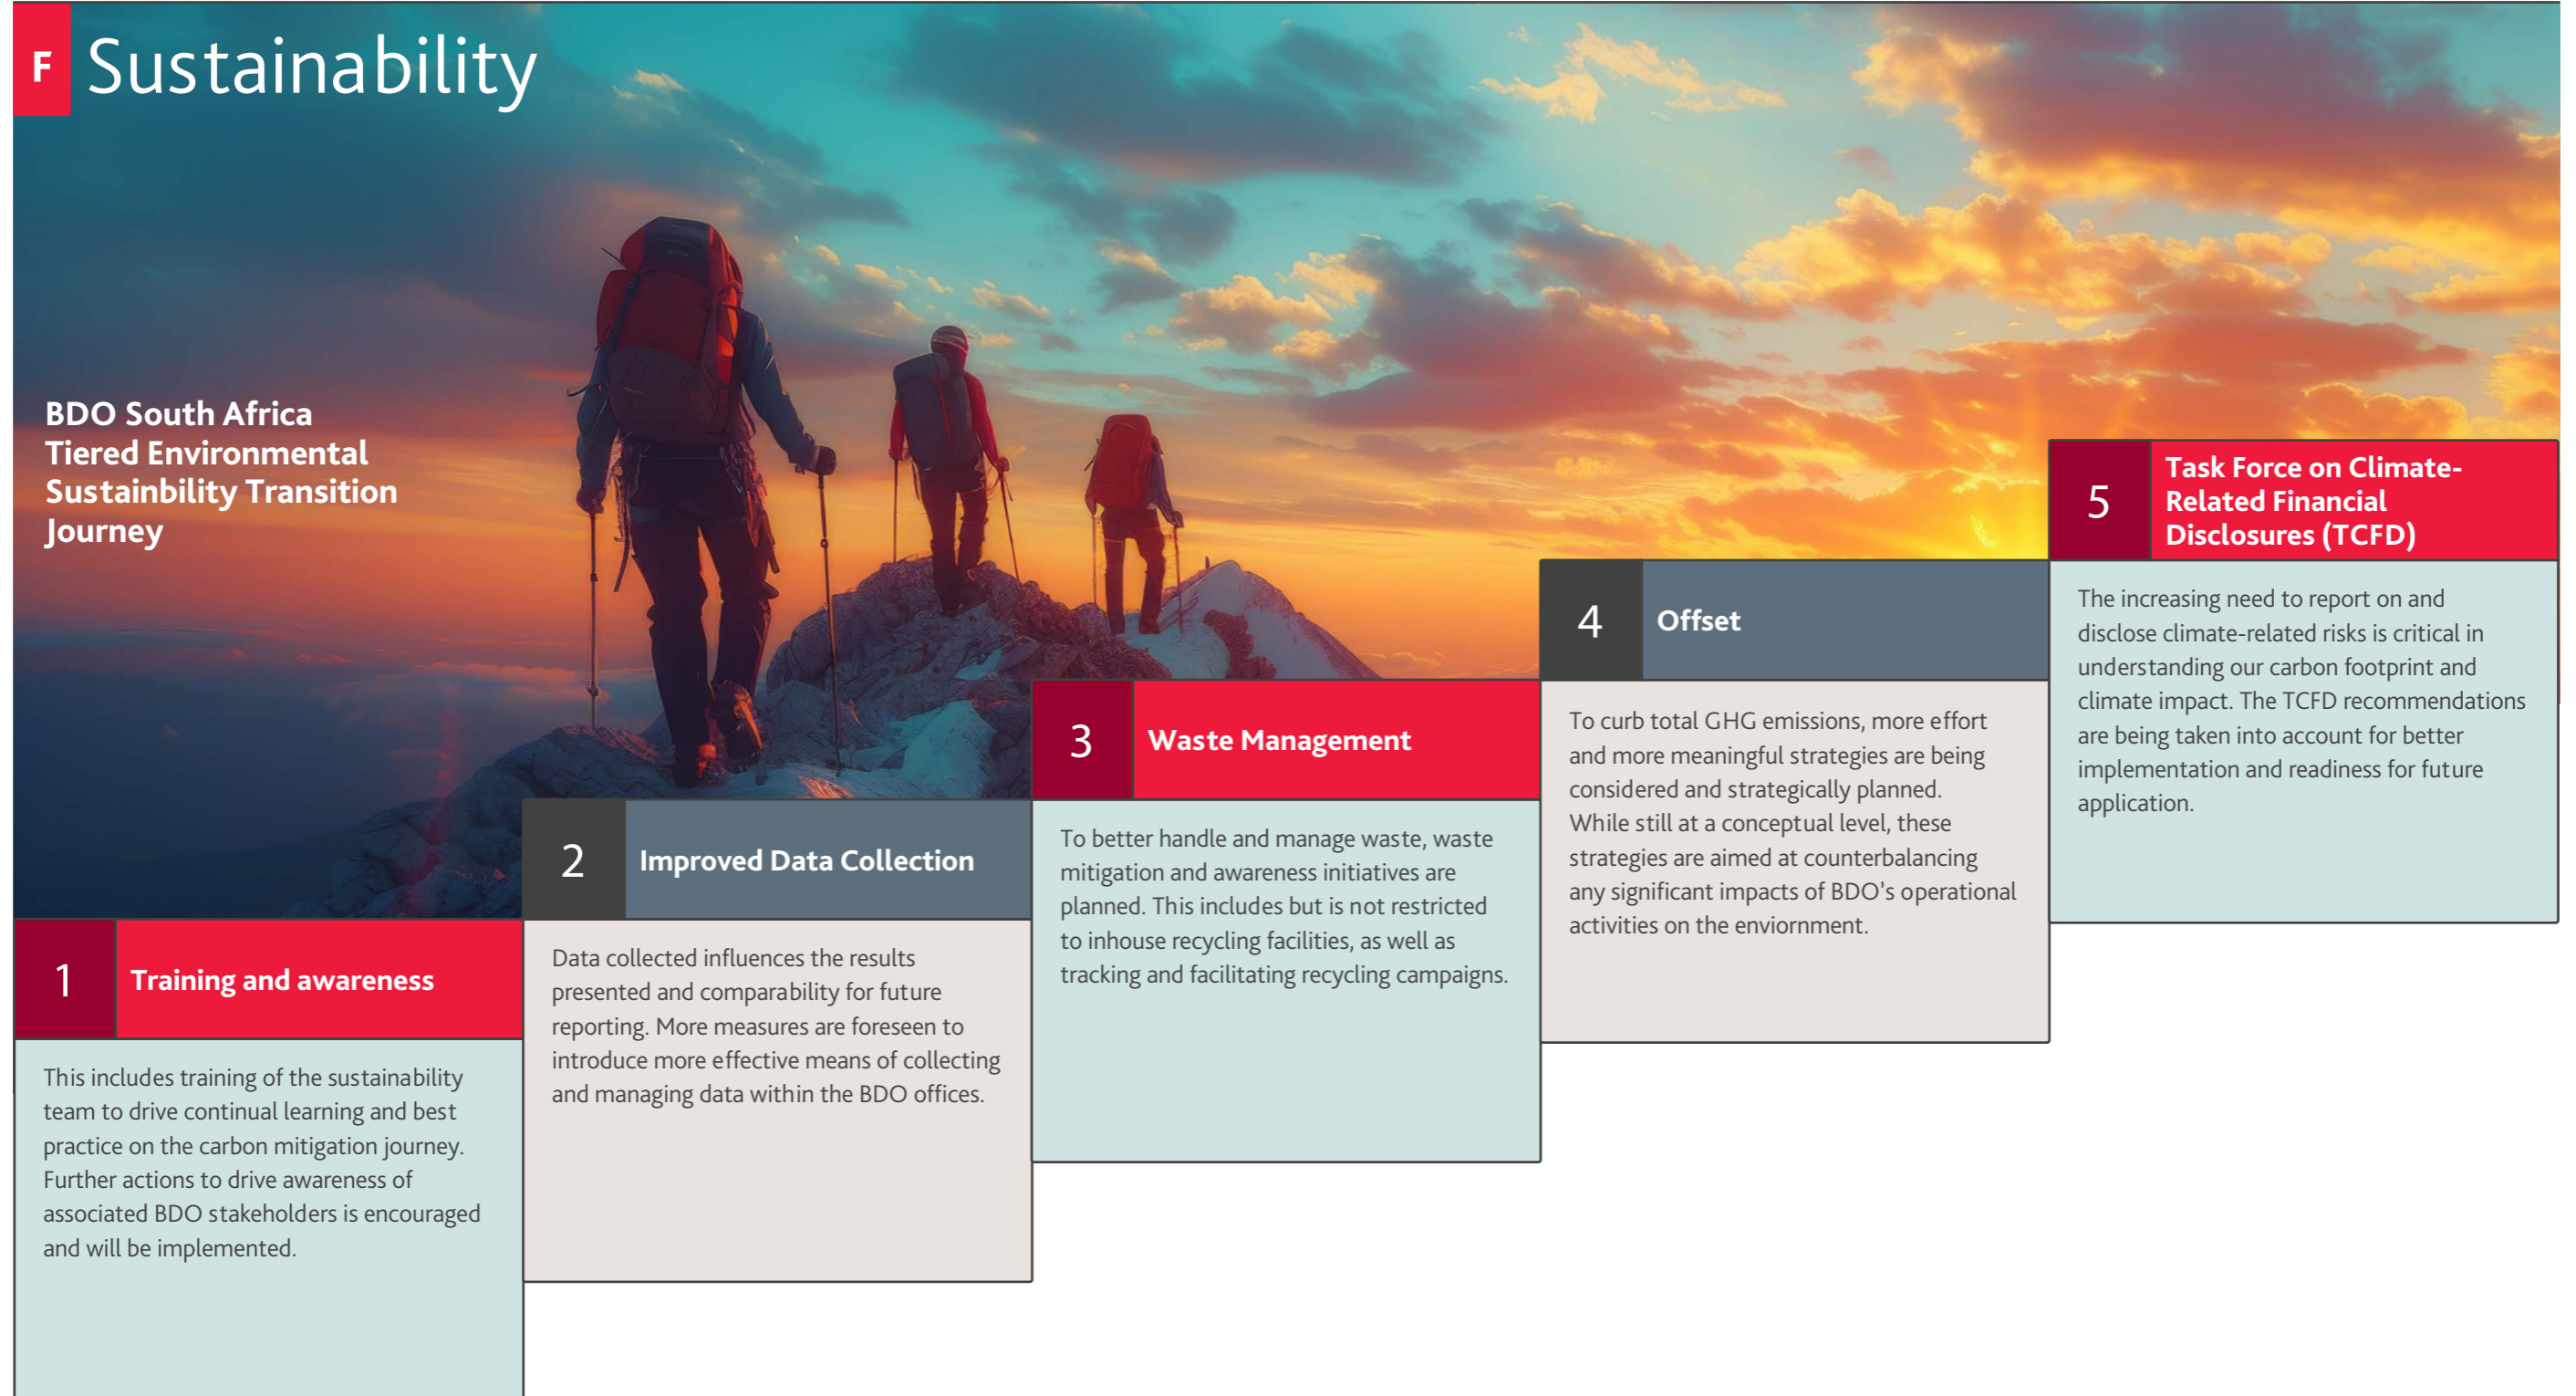 F Sustainability
BDO South Africa
Tiered Environmental
Sustainbility Transition
Journey
1 Training and awareness
This includes training of the sustainability
team to drive continual learning and best
practice on the carbon mitigation journey.
Further actions to drive awareness of
associated BDO stakeholders is encouraged
and will be implemented.
2 Improved Data Collection
Data collected influences the results
presented and comparability for future
reporting. More measures are foreseen to
introduce more effective means of collecting
and managing data within the BDO offices.
3 Waste Management
To better handle and manage waste, waste
mitigation and awareness initiatives are
planned. This includes but is not restricted
to inhouse recycling facilities, as well as
tracking and facilitating recycling campaigns.
4 Offset
To curb total GHG emissions, more effort
and more meaningful strategies are being
considered and strategically planned.
While still at a conceptual level, these
strategies are aimed at counterbalancing
any significant impacts of BDO's operational
activities on the enviornment.
5 Task Force on Climate-
Related Financial
Disclosures (TCFD)
The increasing need to report on and
disclose climate-related risks is critical in
understanding our carbon footprint and
climate impact. The TCFD recommendations
are being taken into account for better
implementation and readiness for future
application.